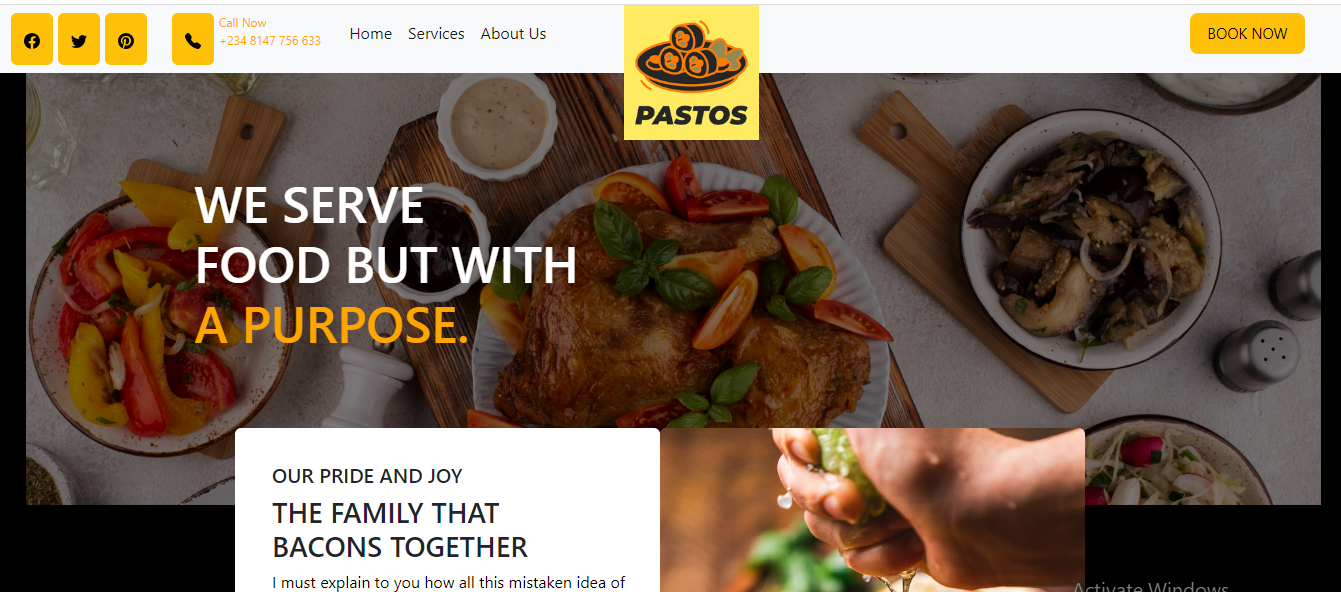 Call Now
+234 8147 756 633
Home Services About Us
BOOK NOW
PASTOS
WE SERVE
FOOD BUT WITH
A PURPOSE.
OUR PRIDE AND JOY
THE FAMILY THAT
BACONS TOGETHER
I must explain to you how all this mistaken idea of
Activate Windows